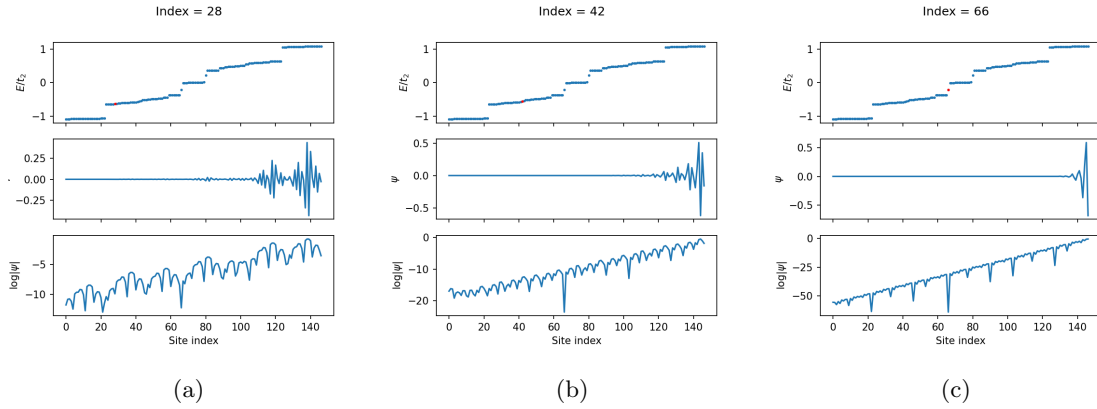 Index = 28
E/t₂
1
0
−1
0.25
0.00
−0.25
log|ψ|
−5
−10
0 20 40 60 80 100 120 140
Site index
(a)
Index = 42
E/t₂
1
0
−1
ψ
0.5
0.0
−0.5
log|ψ|
0
−10
−20
0 20 40 60 80 100 120 140
Site index
(b)
Index = 66
E/t₂
1
0
−1
ψ
0.5
0.0
−0.5
log|ψ|
0
−25
−50
0 20 40 60 80 100 120 140
Site index
(c)